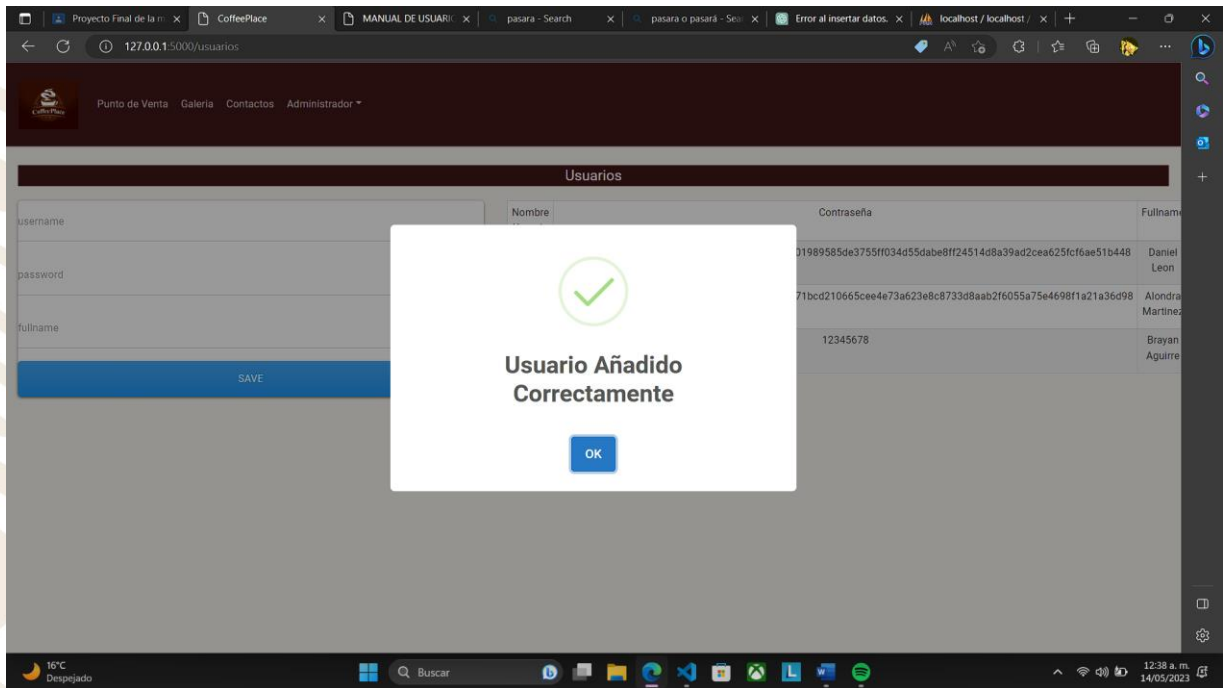 Proyecto Final de la m
CoffeePlace
MANUAL DE USUARIO
pasara - Search
pasara o pasará - Sea
Error al insertar datos.
localhost / localhost /
127.0.0.1:5000/usuarios
Coffee Place
Punto de Venta Galeria Contactos Administrador
Usuarios
username
password
fullname
SAVE
Nombre Contraseña Fullname
01989585de3755ff034d55dabe8ff24514d8a39ad2cea625fcf6ae51b448 Daniel
Leon
71bcd210665cee4e73a623e8c8733d8aab2f6055a75e4698f1a21a36d98 Alondra
Martinez
12345678 Brayan
Aguirre
Usuario Añadido
Correctamente
OK
16°C
Despejado
Buscar
12:38 a. m.
14/05/2023